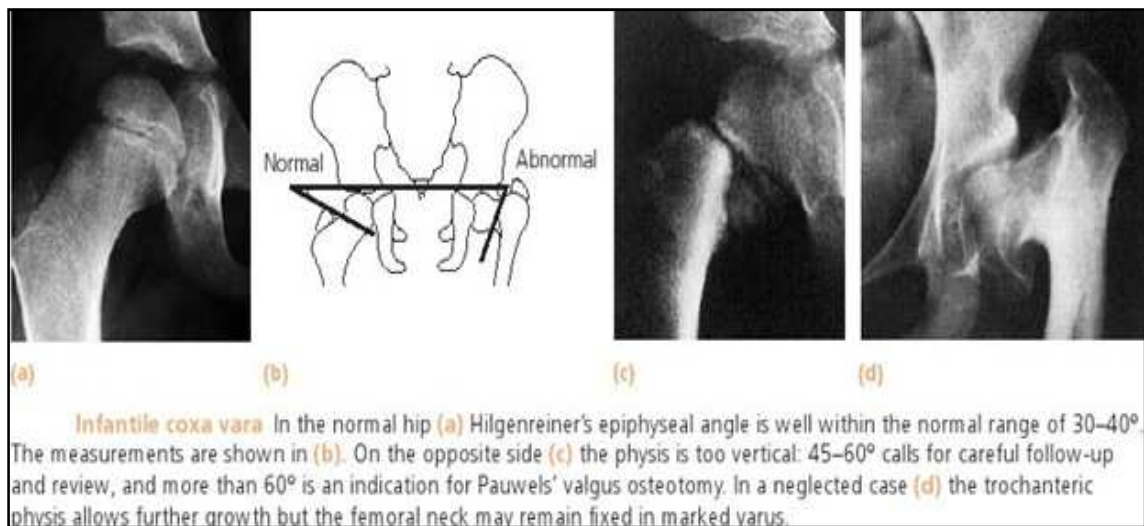 Normal
Abnormal
(a)
(b)
(c)
(d)
Infantile coxa vara In the normal hip (a) Hilgenreiner's epiphyseal angle is well within the normal range of 30–40º.
The measurements are shown in (b). On the opposite side (c) the physis is too vertical: 45–60º calls for careful follow-up
and review, and more than 60º is an indication for Pauwels' valgus osteotomy. In a neglected case (d) the trochanteric
physis allows further growth but the femoral neck may remain fixed in marked varus.